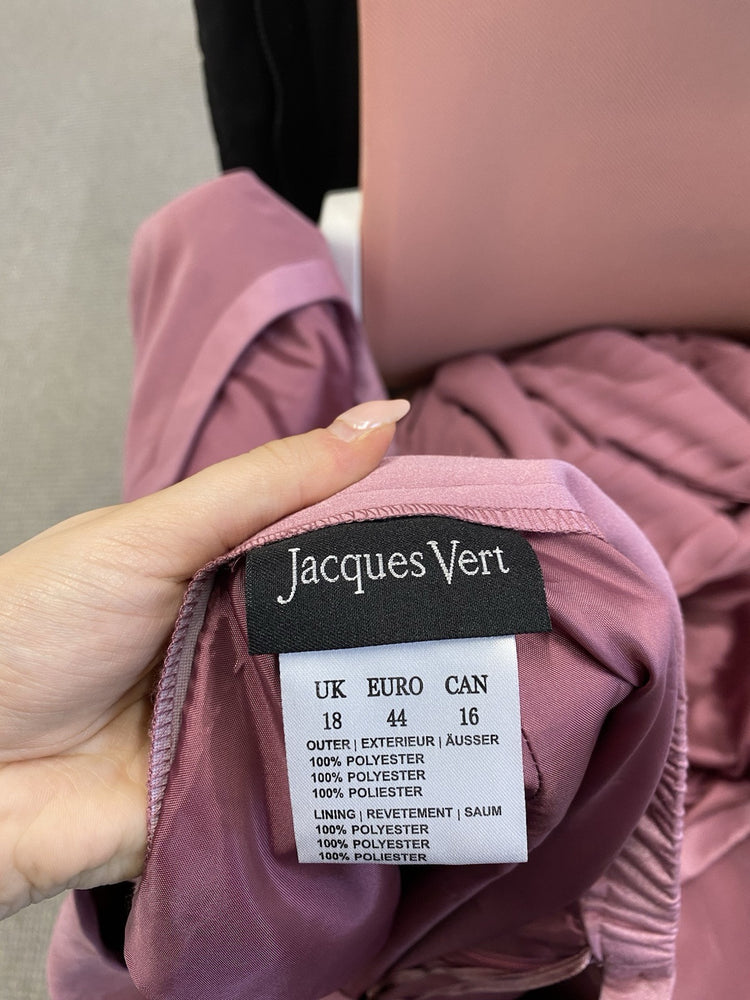 Jacques Vert
UK EURO CAN
18 44 16
OUTER | EXTERIEUR | ÄUSSER
100% POLYESTER
100% POLYESTER
100% POLIESTER
LINING | REVETEMENT | SAUM
100% POLYESTER
100% POLYESTER
100% POLIESTER